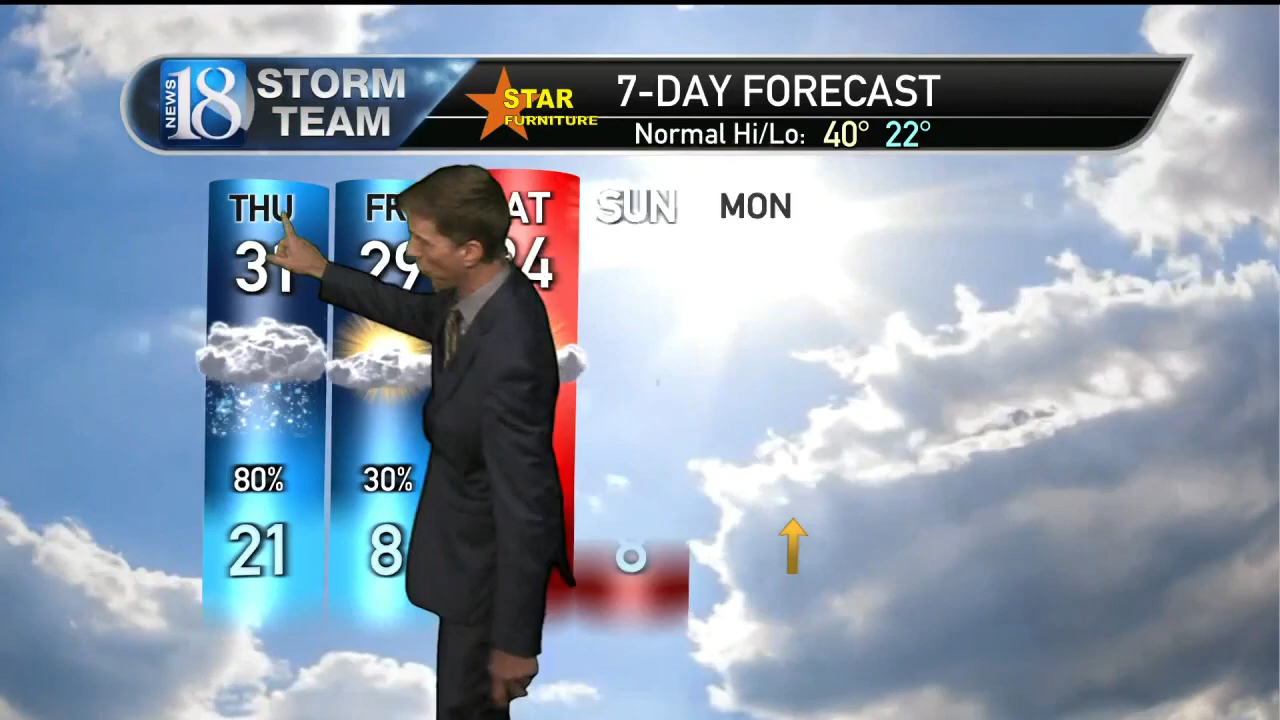 NEWS 18
STORM
TEAM
STAR
FURNITURE
7-DAY FORECAST
Normal Hi/Lo: 40° 22°
THU
SUN
MON
31
29
80%
30%
21
8